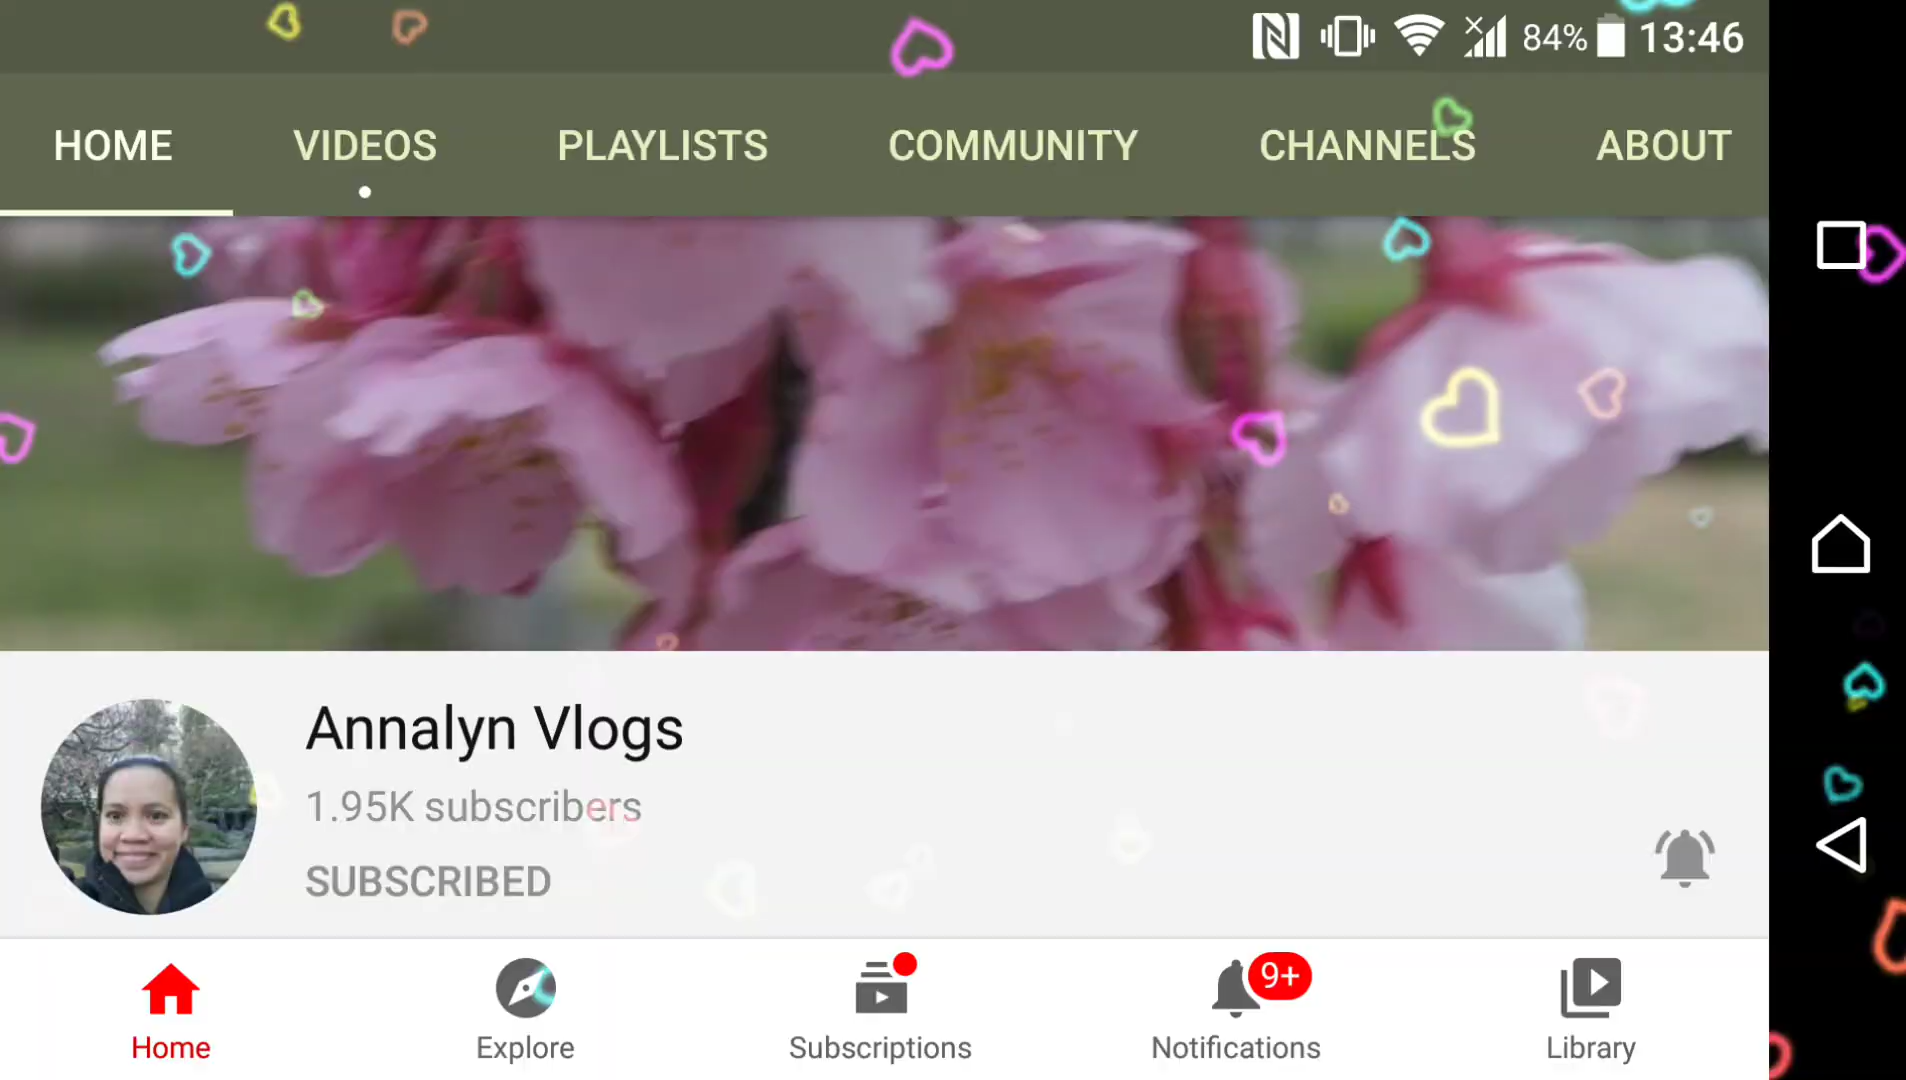 84% 13:46
HOME VIDEOS PLAYLISTS COMMUNITY CHANNELS ABOUT
Annalyn Vlogs
1.95K subscribers
SUBSCRIBED
9+
Home Explore Subscriptions Notifications Library